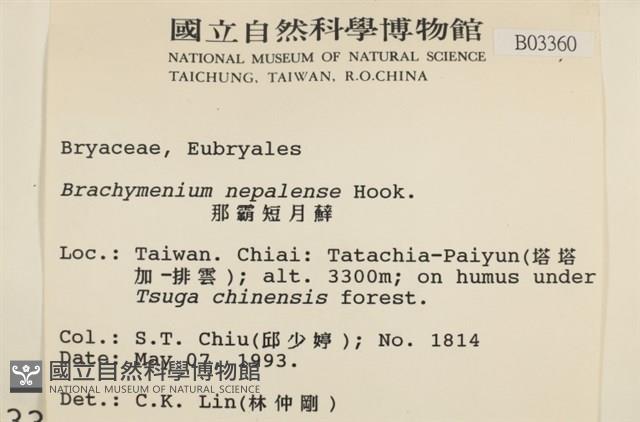 國立自然科學博物館
B03360
NATIONAL MUSEUM OF NATURAL SCIENCE
TAICHUNG, TAIWAN, R.O.CHINA
Bryaceae, Eubryales
Brachymenium nepalense Hook.
那霸短月蘚
Loc.: Taiwan. Chiai: Tatachia-Paiyun(塔塔
加-排雲); alt. 3300m; on humus under
Tsuga chinensis forest.
Col.: S.T. Chiu(邱少婷); No. 1814
Date: May 07, 1993.
國立自然科學博物館
NATIONAL MUSEUM OF NATURAL SCIENCE
Det.: C.K. Lin(林仲剛)
33